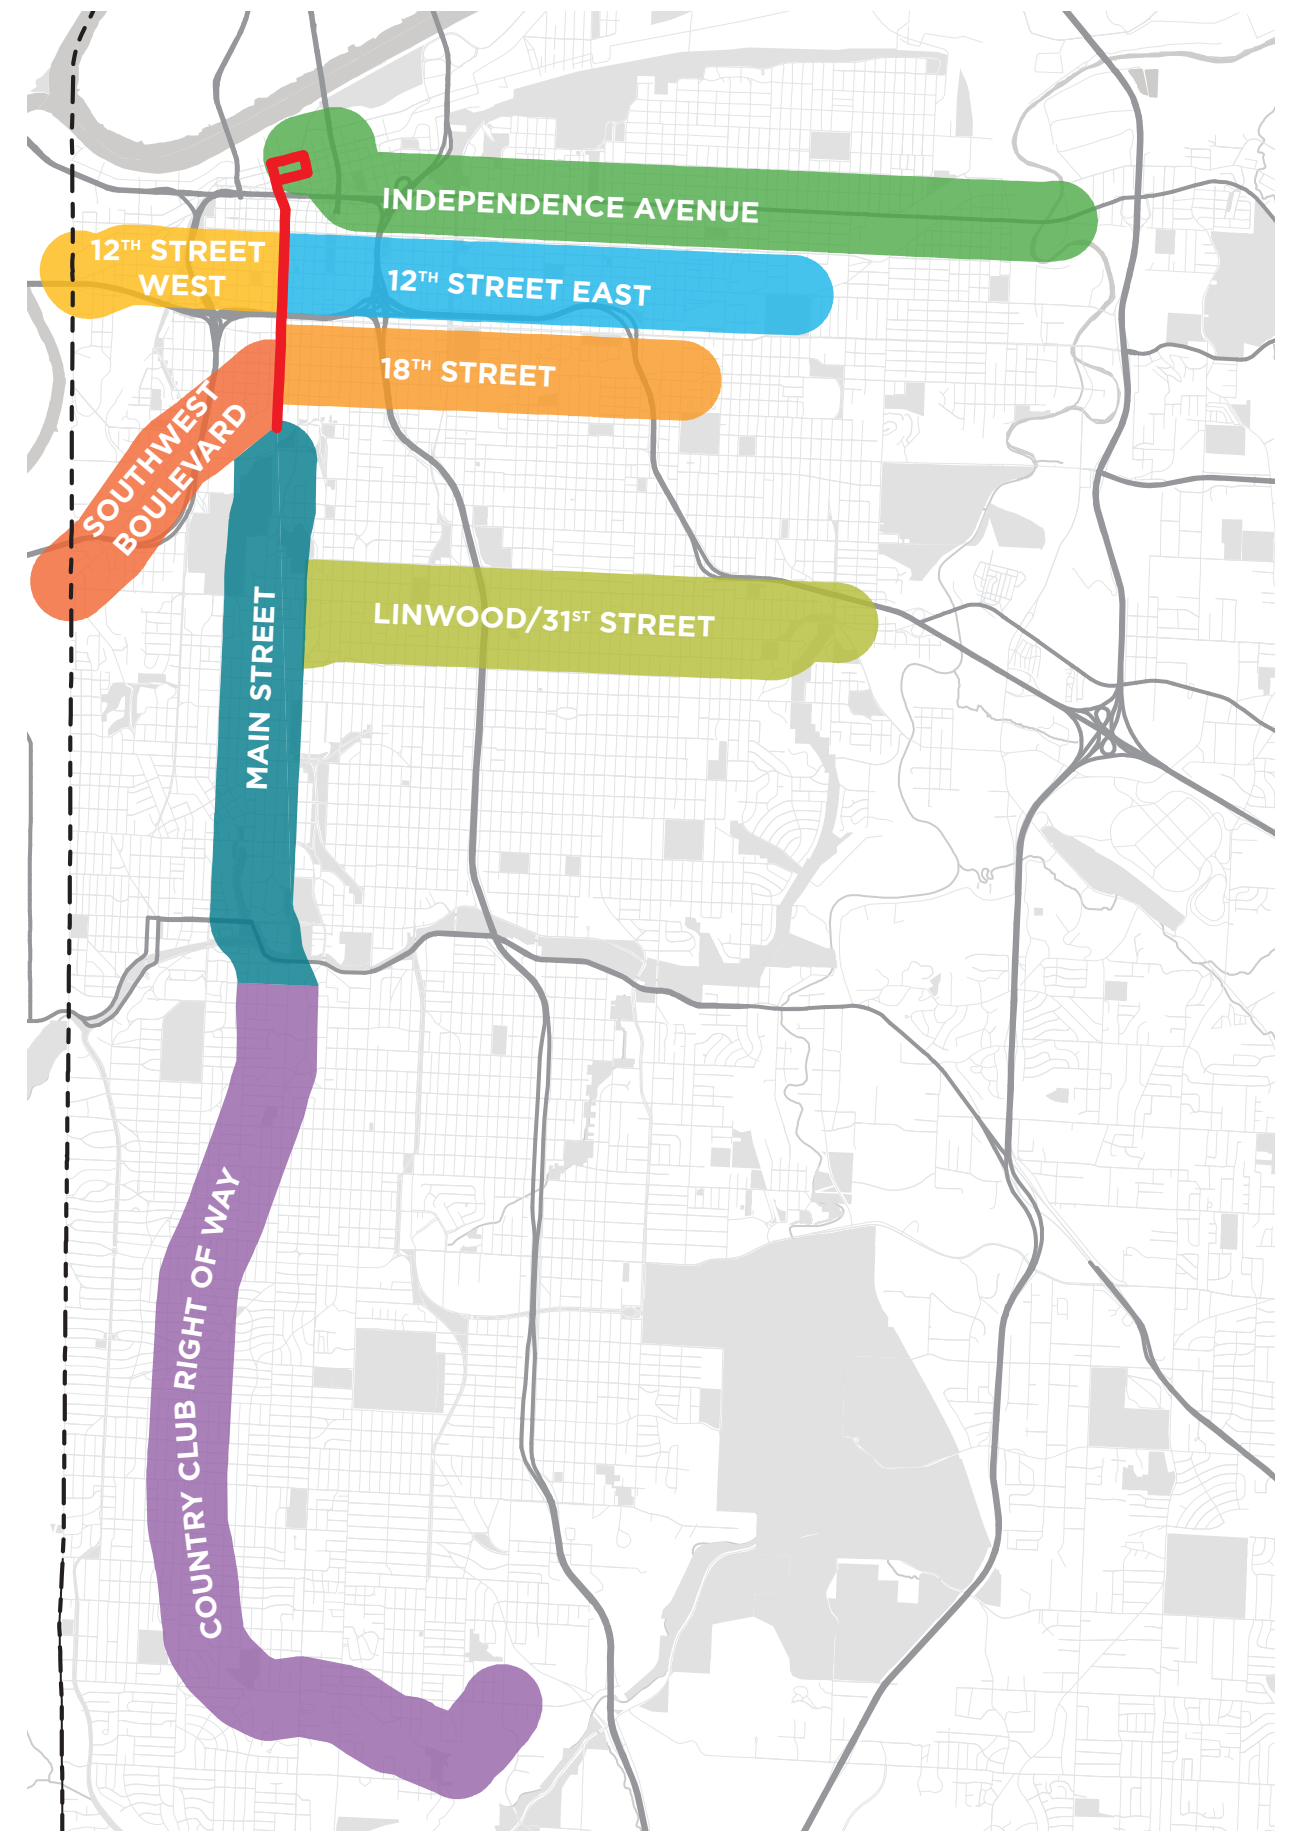 INDEPENDENCE AVENUE
12TH STREET
WEST
12TH STREET EAST
18TH STREET
SOUTHWEST
BOULEVARD
LINWOOD/31ST STREET
MAIN STREET
COUNTRY CLUB RIGHT OF WAY